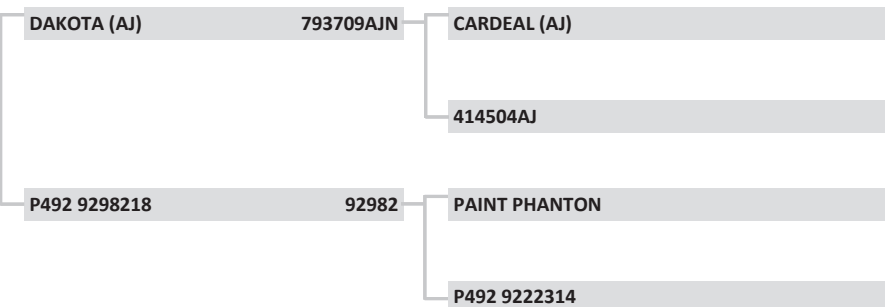 DAKOTA (AJ) 793709AJN CARDEAL (AJ)
414504AJ
P492 9298218 92982 PAINT PHANTON
P492 9222314